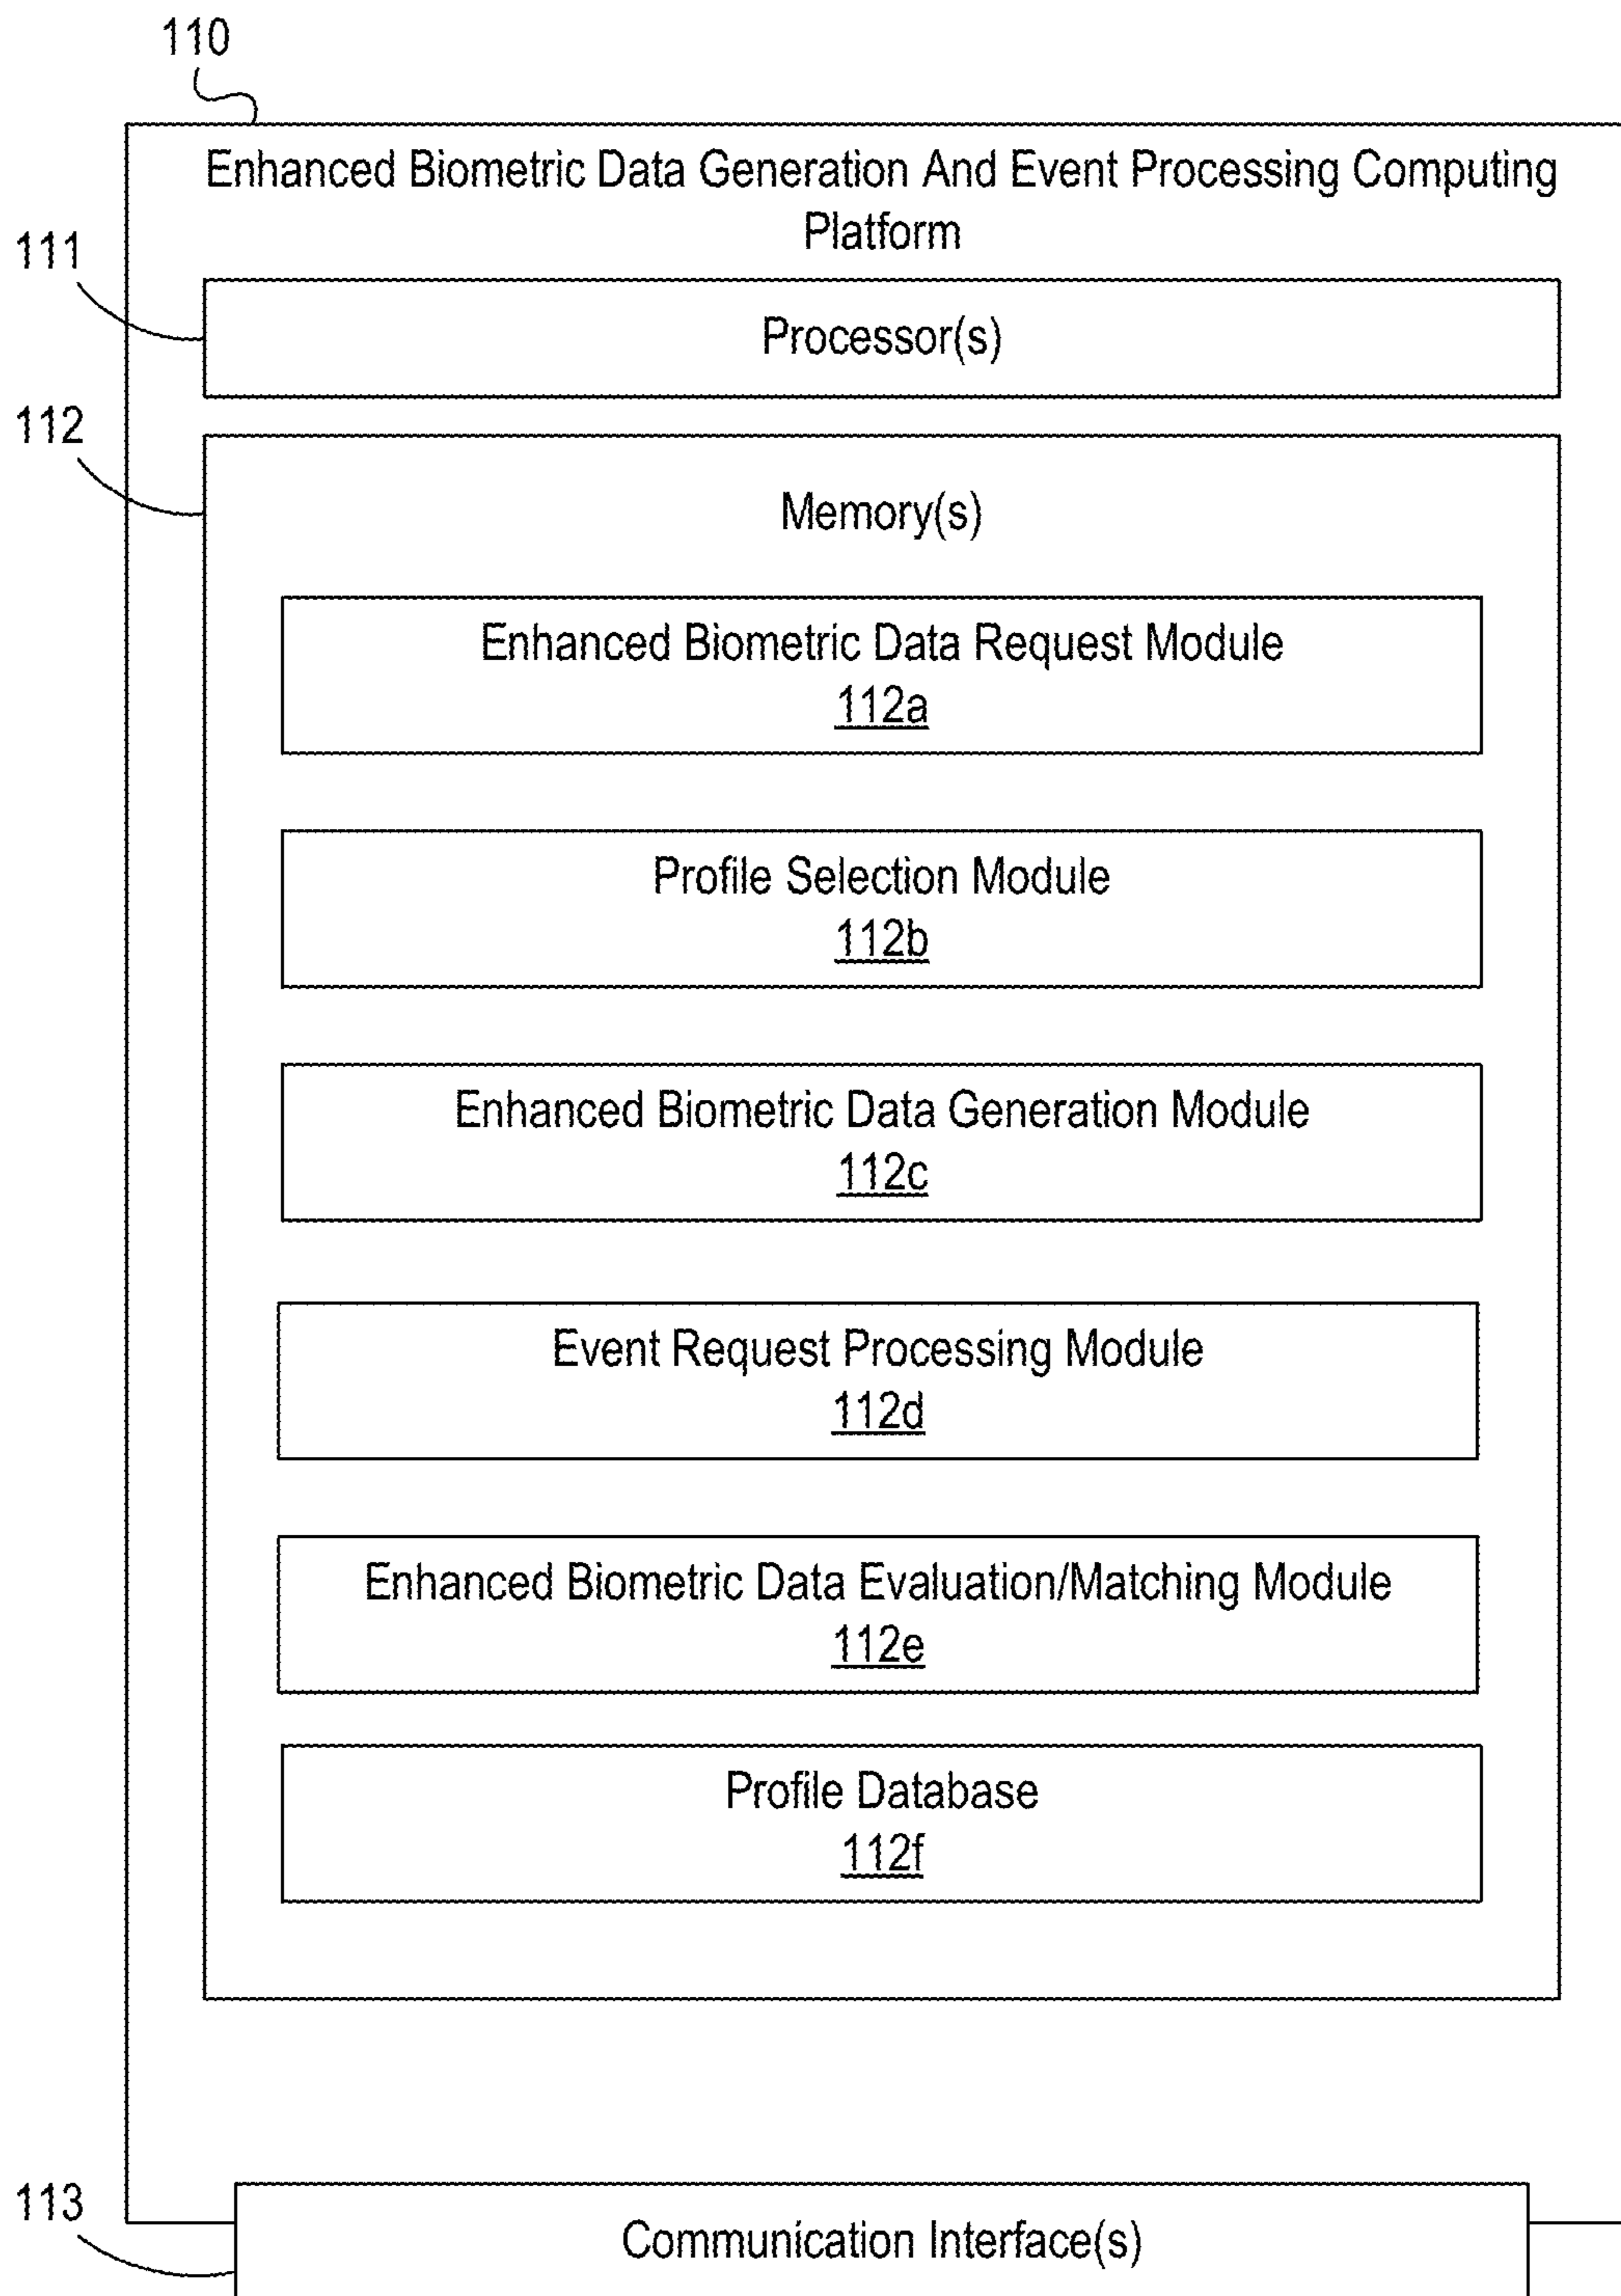 110
Enhanced Biometric Data Generation And Event Processing Computing
Platform
111
Processor(s)
112
Memory(s)
Enhanced Biometric Data Request Module
112a
Profile Selection Module
112b
Enhanced Biometric Data Generation Module
112c
Event Request Processing Module
112d
Enhanced Biometric Data Evaluation/Matching Module
112e
Profile Database
112f
113
Communication Interface(s)